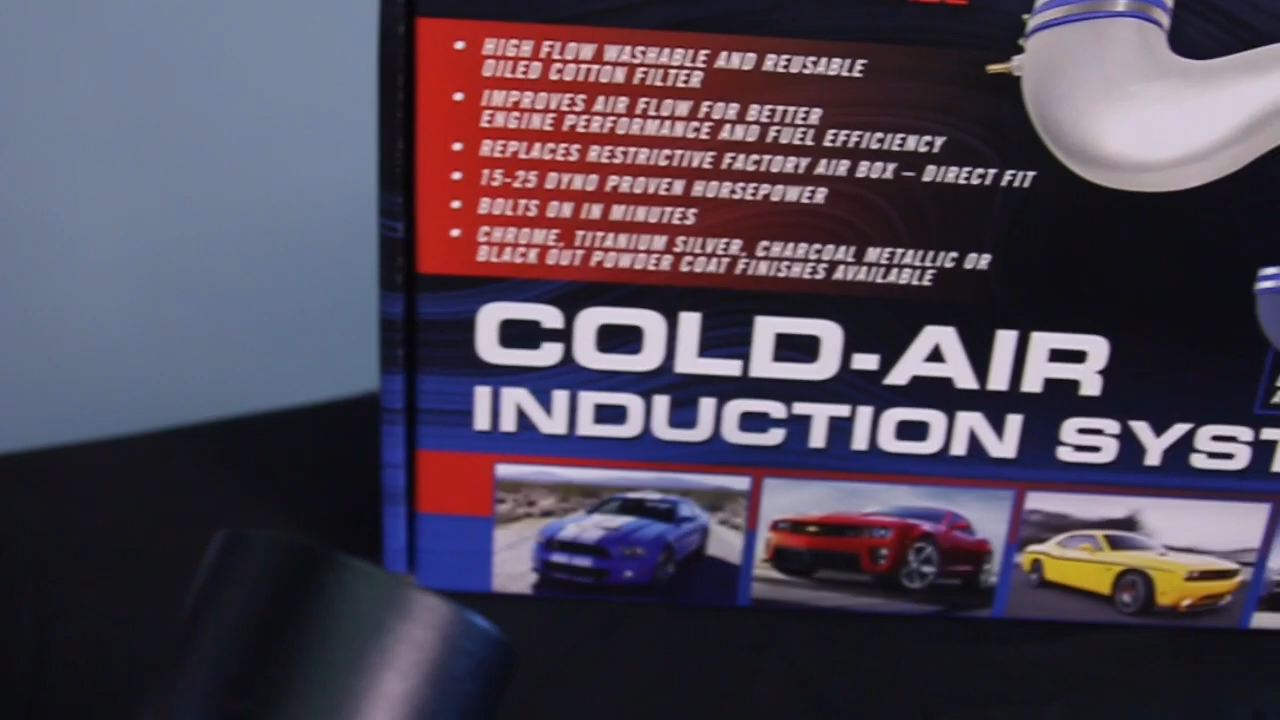 • HIGH FLOW WASHABLE AND REUSABLE
OILED COTTON FILTER
• IMPROVES AIR FLOW FOR BETTER
ENGINE PERFORMANCE AND FUEL EFFICIENCY
• REPLACES RESTRICTIVE FACTORY AIR BOX – DIRECT FIT
• 15-25 DYNO PROVEN HORSEPOWER
• BOLTS ON IN MINUTES
• CHROME, TITANIUM SILVER, CHARCOAL METALLIC OR
BLACK OUT POWDER COAT FINISHES AVAILABLE
COLD-AIR
INDUCTION SYST